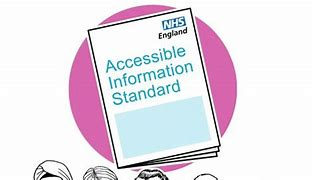 NHS
England
Accessible
Information
Standard